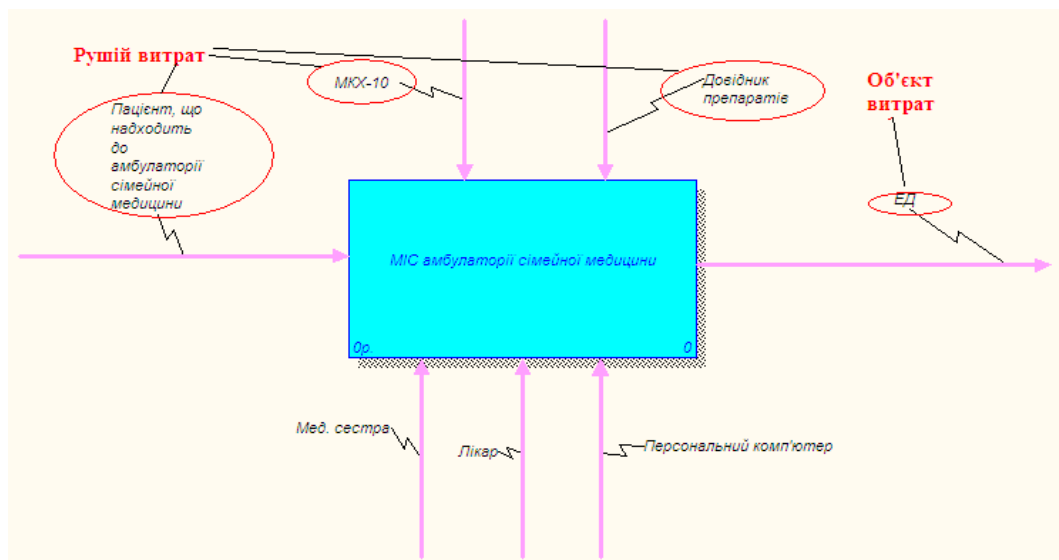 Рушій витрат
МКХ-10
Довідник
препаратів
Об'єкт
витрат
Пацієнт, що
надходить
до
амбулаторії
сімейної
медицини
ЕД
МІС амбулаторії сімейної медицини
0р.
0
Мед. сестра
Лікар
Персональний комп'ютер